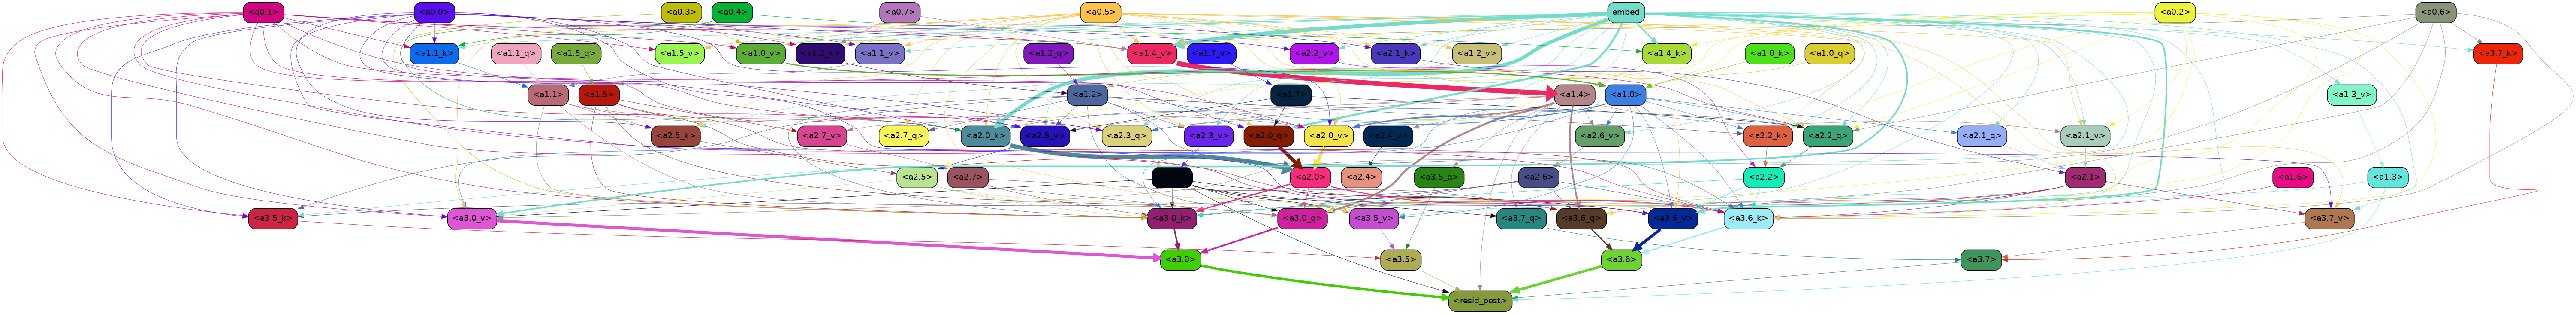 <a0.1> <a0.0> <a0.3> <a0.4> <a0.7> <a0.5> embed <a0.2> <a0.6>
<a1.1_k> <a1.1_q> <a1.5_q> <a1.5_v> <a1.0_v> <a1.2_k> <a1.1_v> <a1.2_q> <a1.4_v> <a1.7_v> <a2.2_v> <a2.1_k> <a1.2_v> <a1.4_k> <a1.0_k> <a1.0_q> <a3.7_k>
<a1.1> <a1.5> <a1.2> <a1.4> <a1.0> <a1.3_v>
<a2.5_k> <a2.7_v> <a2.7_q> <a2.0_k> <a2.5_v> <a2.3_q> <a2.3_v> <a2.0_q> <a2.0_v> <a2.4_v> <a2.6_v> <a2.2_k> <a2.2_q> <a2.1_q> <a2.1_v>
<a2.5> <a2.7> <a2.0> <a2.4> <a3.5_q> <a2.6> <a2.2> <a2.1> <a1.6> <a1.3>
<a3.5_k> <a3.0_v> <a3.0_k> <a3.0_q> <a3.5_v> <a3.7_q> <a3.6_q> <a3.6_v> <a3.6_k> <a3.7_v>
<a3.0> <a3.5> <a3.6> <a3.7>
<resid_post>